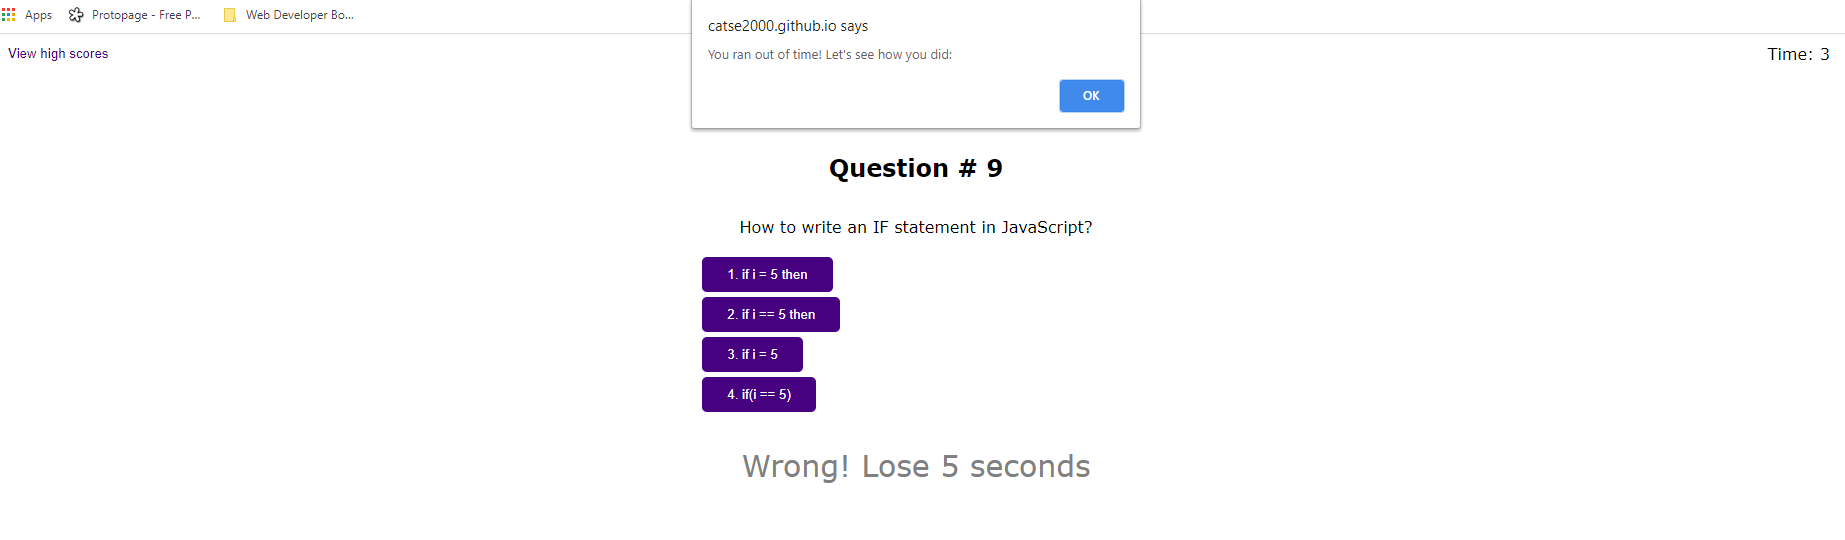 Apps Protopage - Free P... Web Developer Bo...
catse2000.github.io says
You ran out of time! Let's see how you did:
OK
View high scores
Time: 3
Question # 9
How to write an IF statement in JavaScript?
1. if i = 5 then
2. if i == 5 then
3. if i = 5
4. if(i == 5)
Wrong! Lose 5 seconds